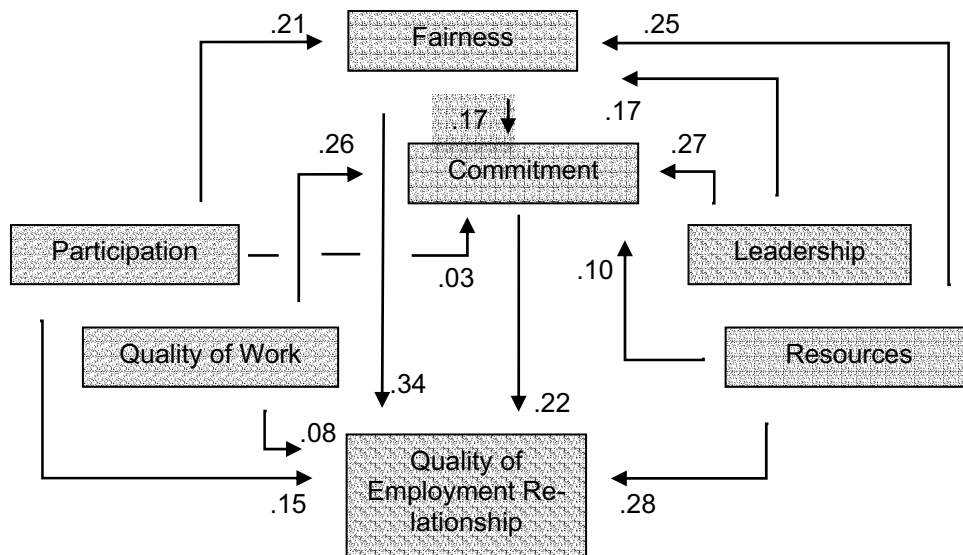 .21
Fairness
.25
.17
.17
.26
Commitment
.27
Participation
.03
.10
Leadership
Quality of Work
Resources
.34
.22
.08
Quality of
Employment Re-
lationship
.15
.28